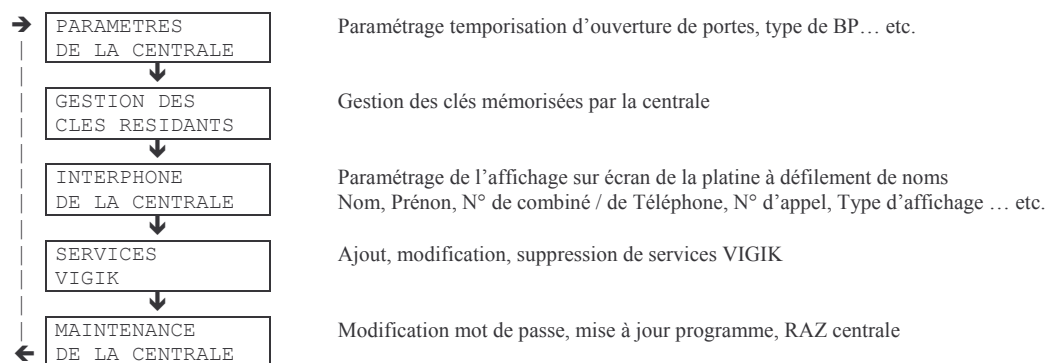 PARAMETRES
DE LA CENTRALE
Paramétrage temporisation d’ouverture de portes, type de BP… etc.
GESTION DES
CLES RESIDANTS
Gestion des clés mémorisées par la centrale
INTERPHONE
DE LA CENTRALE
Paramétrage de l’affichage sur écran de la platine à défilement de noms
Nom, Prénon, N° de combiné / de Téléphone, N° d’appel, Type d’affichage … etc.
SERVICES
VIGIK
Ajout, modification, suppression de services VIGIK
MAINTENANCE
DE LA CENTRALE
Modification mot de passe, mise à jour programme, RAZ centrale